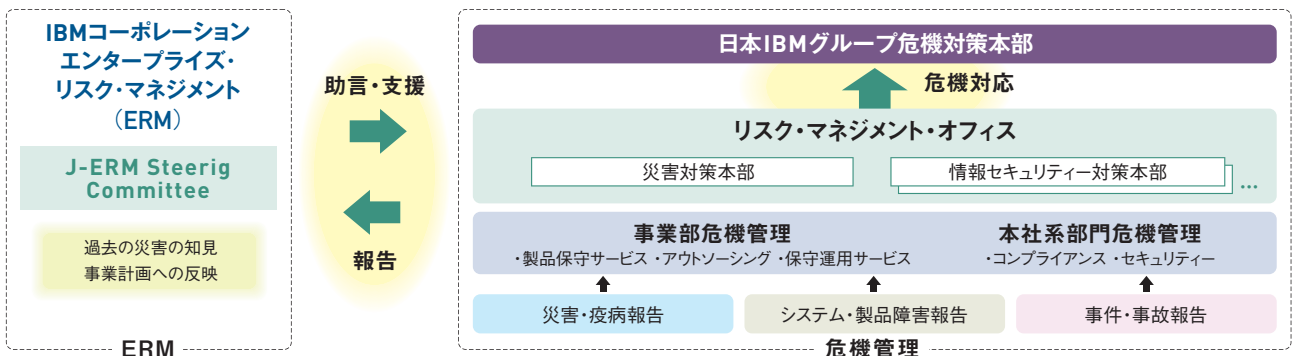 IBMコーポレーション
エンタープライズ・
リスク・マネジメント
（ERM）
J-ERM Steerig
Committee
過去の災害の知見
事業計画への反映
ERM
助言・支援
報告
日本IBMグループ危機対策本部
危機対応
リスク・マネジメント・オフィス
災害対策本部
情報セキュリティー対策本部
...
事業部危機管理
・製品保守サービス ・アウトソーシング ・保守運用サービス
本社系部門危機管理
・コンプライアンス ・セキュリティー
災害・疫病報告
システム・製品障害報告
事件・事故報告
危機管理